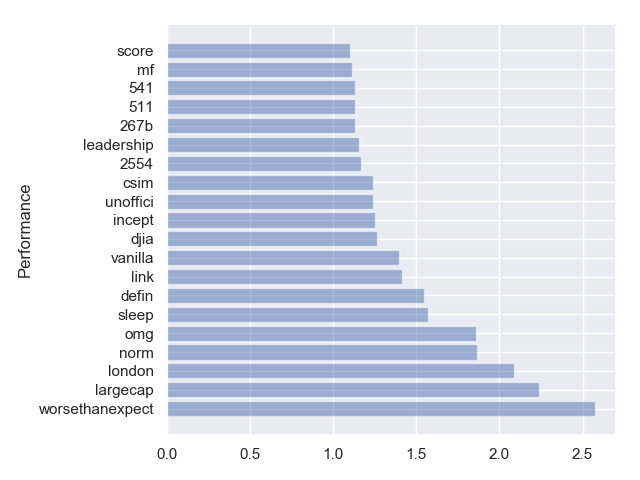 score
mf
541
511
267b
leadership
2554
csim
unoffici
incept
djia
vanilla
link
defin
sleep
omg
norm
london
largecap
worsethanexpect
Performance
0.0 0.5 1.0 1.5 2.0 2.5